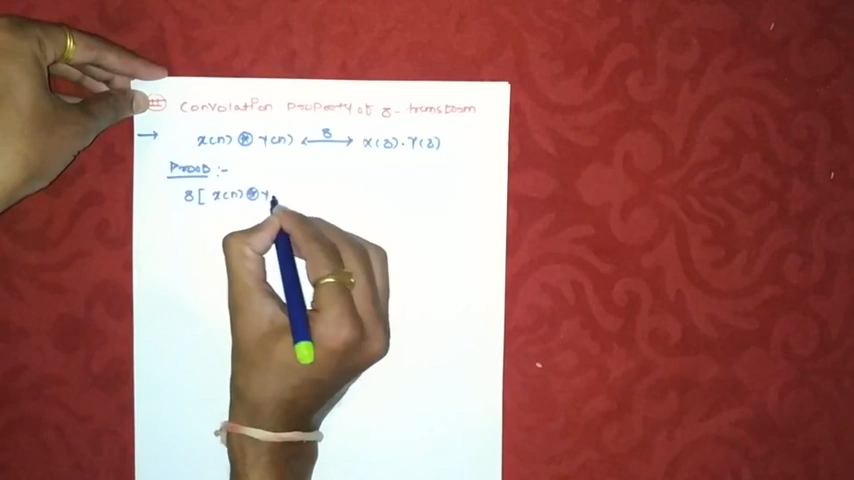 # Convolution property of z-transform
→ x(n) ⊛ y(n) ⟷ z X(z)·Y(z)
Proof :-
z[ x(n) ⊛ y